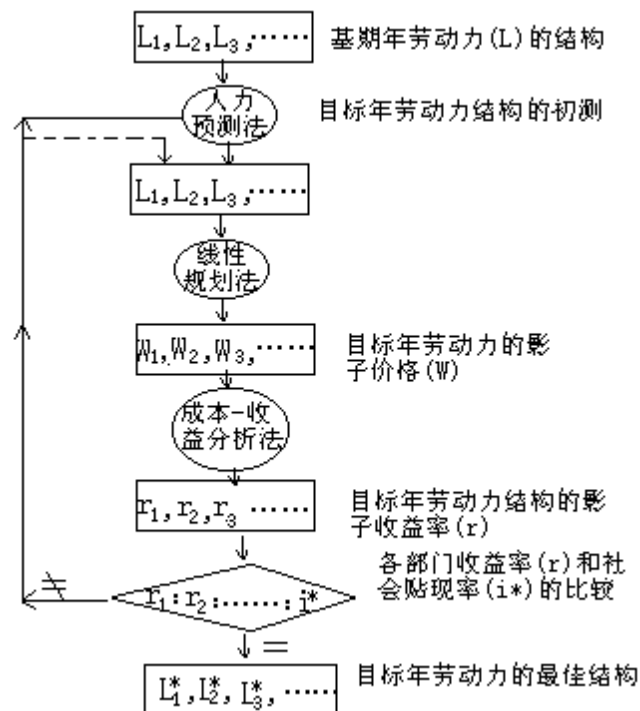 L₁,L₂,L₃,……
基期年劳动力(L)的结构
人力
预测法
目标年劳动力结构的初测
L₁,L₂,L₃,……
线性
规划法
W₁,W₂,W₃,……
目标年劳动力的影
子价格(W)
成本-收
益分析法
r₁,r₂,r₃ ……
目标年劳动力结构的影
子收益率(r)
各部门收益率(r)和社
会贴现率(i*)的比较
≠
r₁:r₂:……:i*
=
L₁*,L₂*,L₃*,……
目标年劳动力的最佳结构